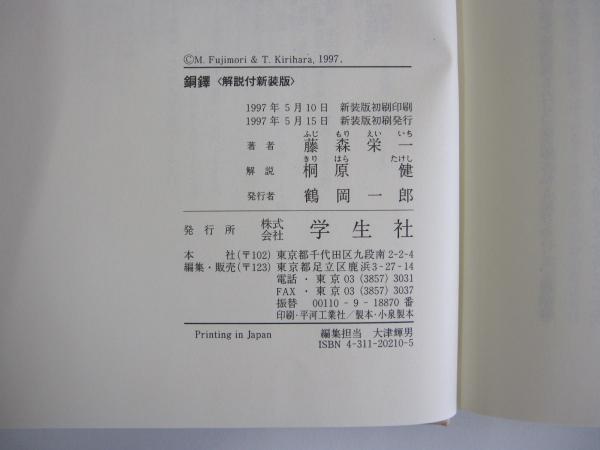 ©M. Fujimori & T. Kirihara, 1997.
銅鐸〈解説付新装版〉
1997年5月10日 新装版初刷印刷
1997年5月15日 新装版初刷発行
ふじ もり えい いち
著者 藤森栄一
きり はら たけし
解説 桐原健
発行者 鶴岡一郎
発行所 株式会社 学生社
本社(〒102)東京都千代田区九段南2-2-4
編集・販売(〒123)東京都足立区鹿浜3-27-14
電話・東京03(3857)3031
FAX・東京03(3857)3037
振替 00110-9-18870番
印刷・平河工業社/製本・小泉製本
Printing in Japan 編集担当 大津輝男
ISBN 4-311-20210-5